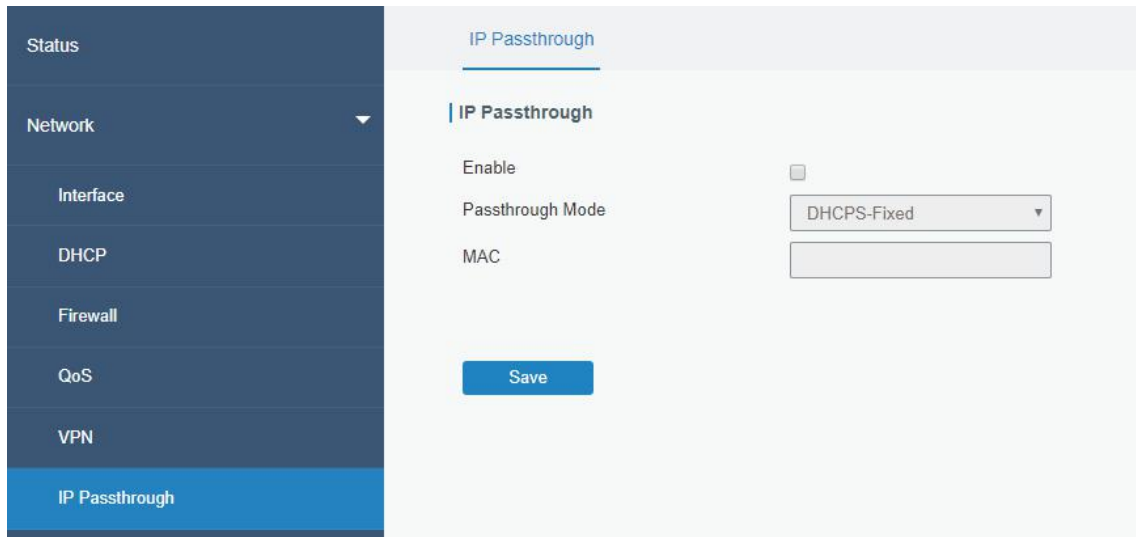 Status
Network
Interface
DHCP
Firewall
QoS
VPN
IP Passthrough
IP Passthrough
IP Passthrough
Enable
Passthrough Mode
DHCPS-Fixed
MAC
Save